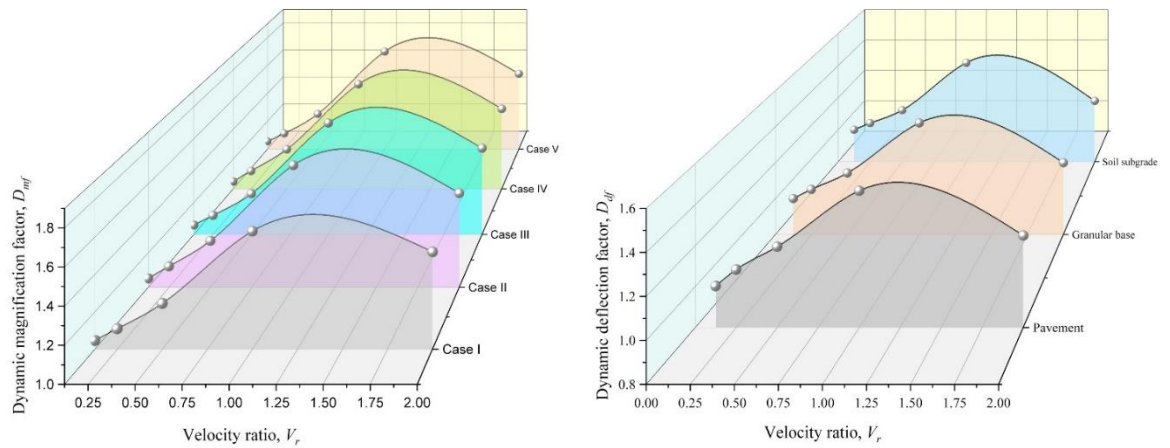 Dynamic magnification factor, Dmf
1.8
1.6
1.4
1.2
1.0
0.25 0.50 0.75 1.00 1.25 1.50 1.75 2.00
Velocity ratio, Vr
Case V
Case IV
Case III
Case II
Case I
Dynamic deflection factor, Ddf
1.6
1.4
1.2
1.0
0.8
0.00 0.25 0.50 0.75 1.00 1.25 1.50 1.75 2.00
Velocity ratio, Vr
Soil subgrade
Granular base
Pavement